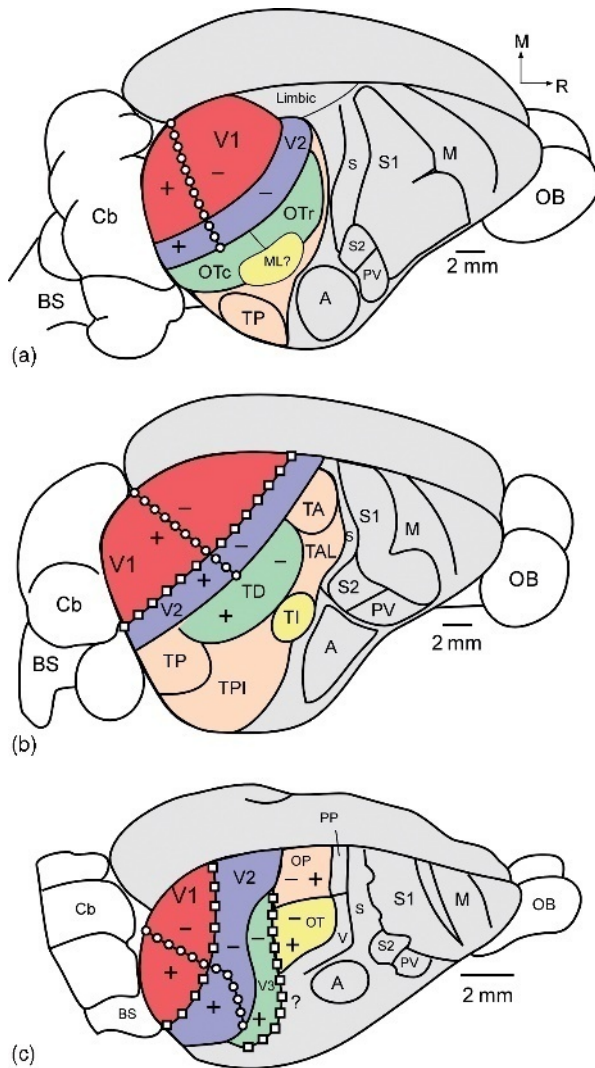 M
R
Limbic
V1
V2
+
−
−
+
S
S1
M
OB
Cb
OTr
OTc
ML?
S2
PV
2 mm
BS
A
TP
(a)
TA
S1
M
−
+
−
+
V1
V2
TAL
S
TD
−
+
S2
PV
OB
Cb
TI
2 mm
BS
TP
A
TPI
(b)
PP
V1
V2
OP
− +
−
+
−
+
−
+
OT
−
+
V3
V
S
S1
M
OB
Cb
S2
PV
A
?
2 mm
BS
(c)